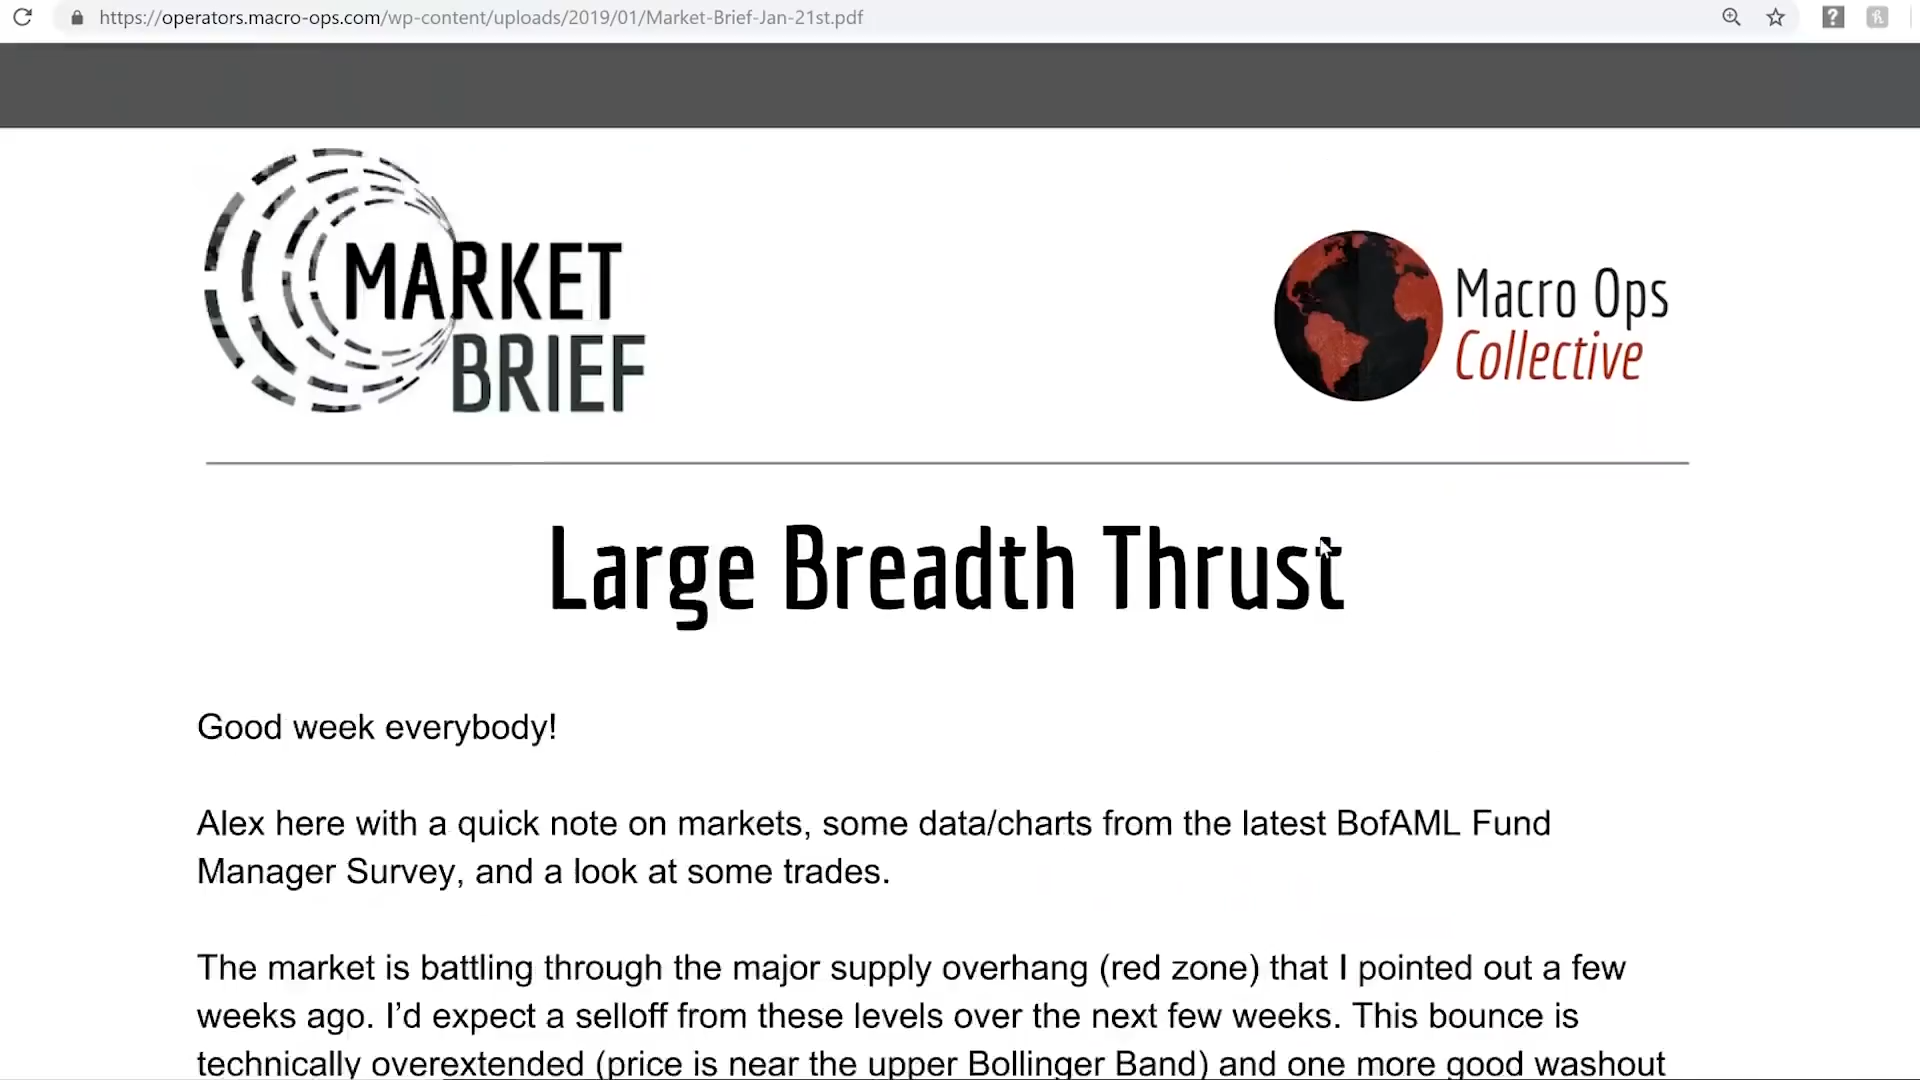 https://operators.macro-ops.com/wp-content/uploads/2019/01/Market-Brief-Jan-21st.pdf
MARKET
BRIEF
Macro Ops
Collective
Large Breadth Thrust
Good week everybody!
Alex here with a quick note on markets, some data/charts from the latest BofAML Fund
Manager Survey, and a look at some trades.
The market is battling through the major supply overhang (red zone) that I pointed out a few
weeks ago. I’d expect a selloff from these levels over the next few weeks. This bounce is
technically overextended (price is near the upper Bollinger Band) and one more good washout